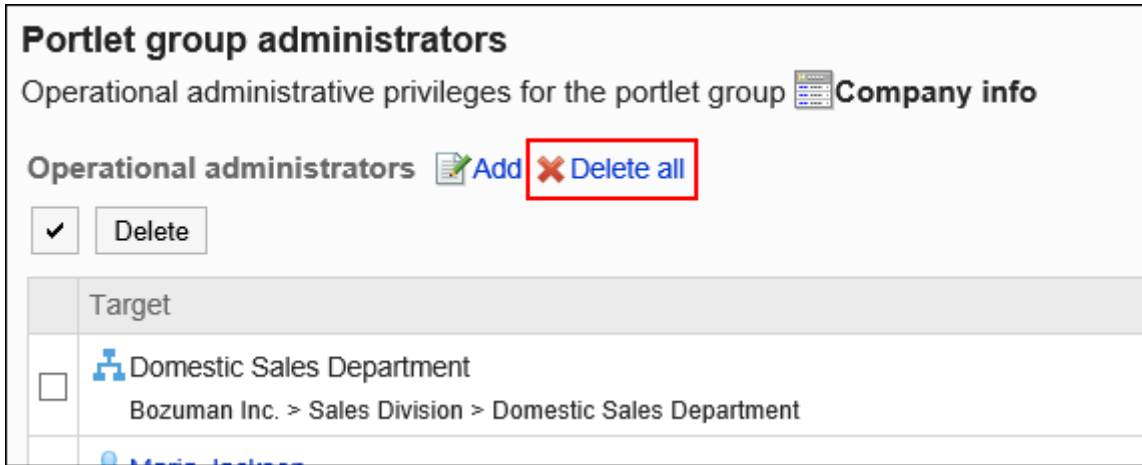 Portlet group administrators
Operational administrative privileges for the portlet group Company info
Operational administrators Add Delete all
Delete
Target
Domestic Sales Department
Bozuman Inc. > Sales Division > Domestic Sales Department